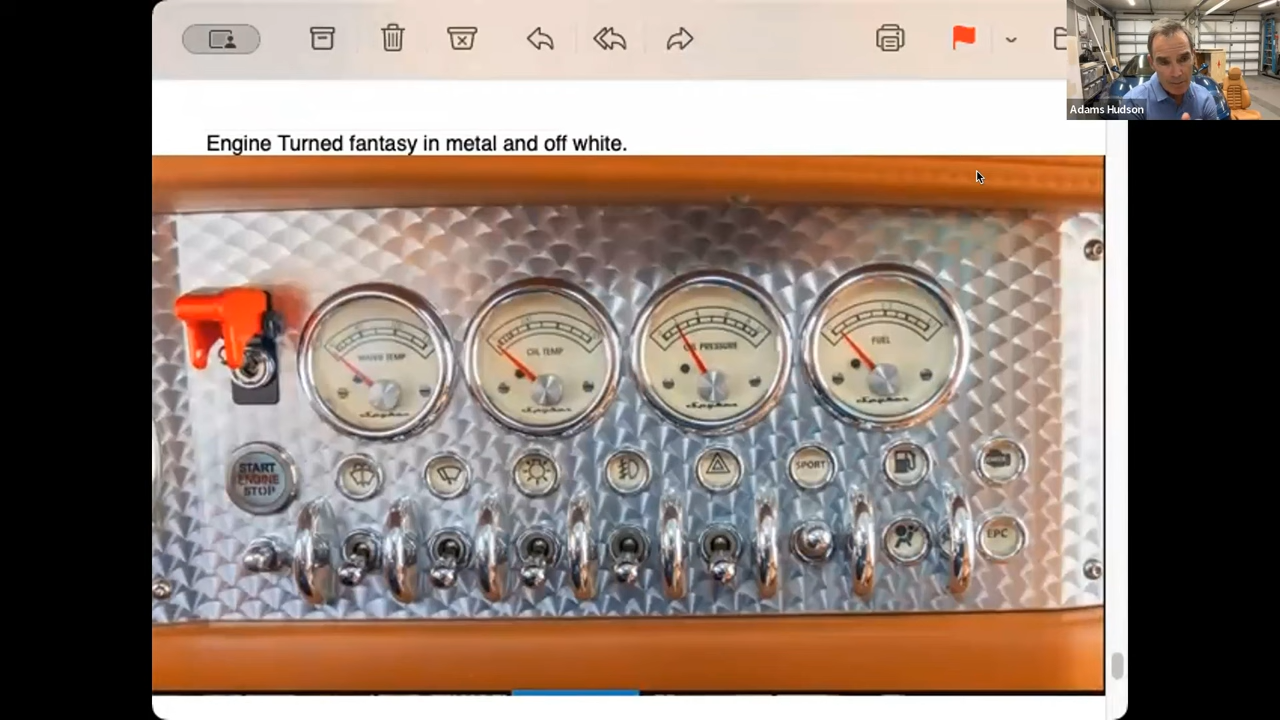 Adams Hudson
Engine Turned fantasy in metal and off white.
WATER TEMP
Spyker
OIL TEMP
Spyker
OIL PRESSURE
Spyker
FUEL
Spyker
START
ENGINE
STOP
SPORT
EPC